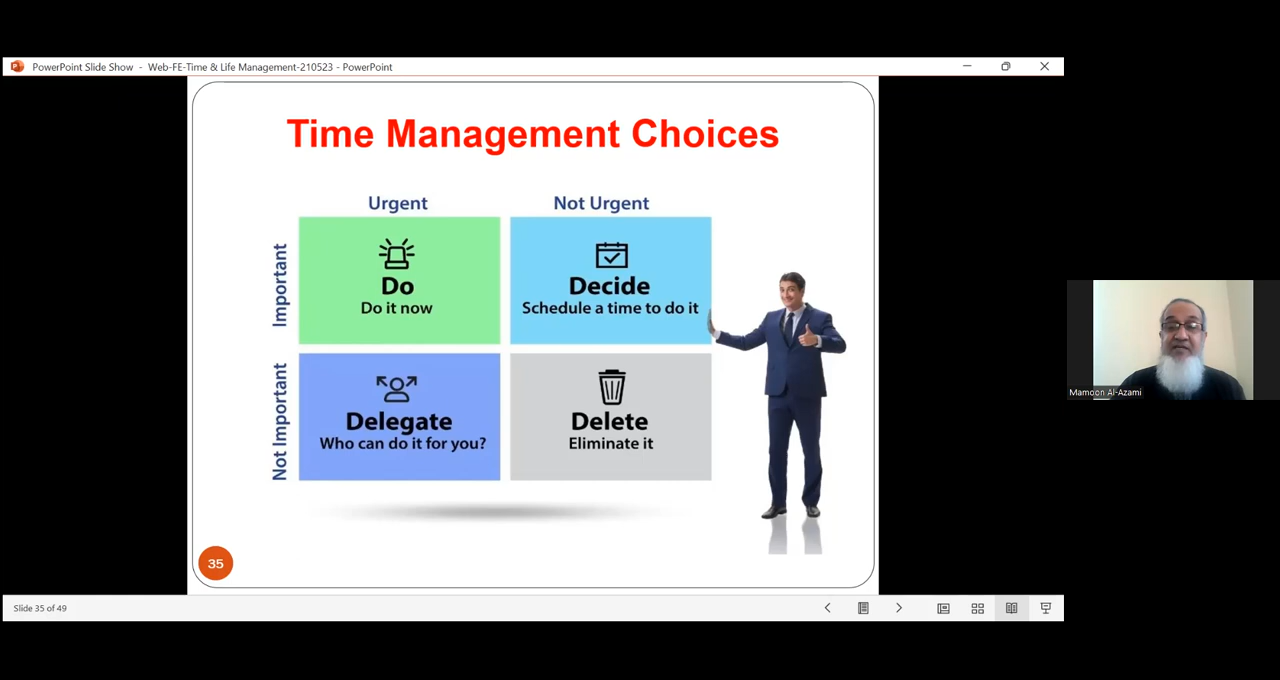 PowerPoint Slide Show - Web-FE-Time & Life Management-210523 - PowerPoint
Time Management Choices
Urgent
Not Urgent
Important
Do
Do it now
Decide
Schedule a time to do it
Not Important
Delegate
Who can do it for you?
Delete
Eliminate it
35
Mamoon Al-Azami
Slide 35 of 49